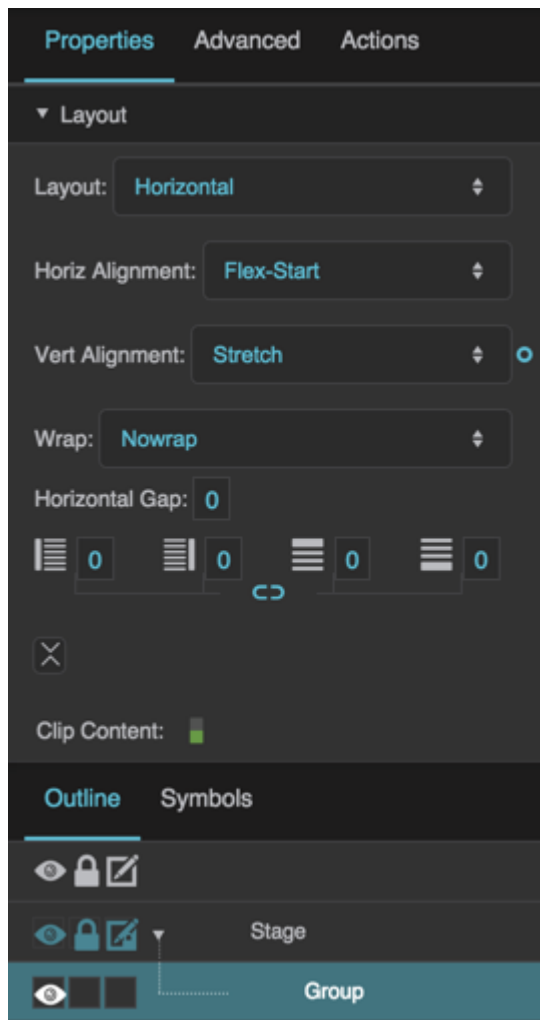 Properties Advanced Actions
Layout
Layout: Horizontal
Horiz Alignment: Flex-Start
Vert Alignment: Stretch
Wrap: Nowrap
Horizontal Gap: 0
0 0 0 0
Clip Content:
Outline Symbols
Stage
Group